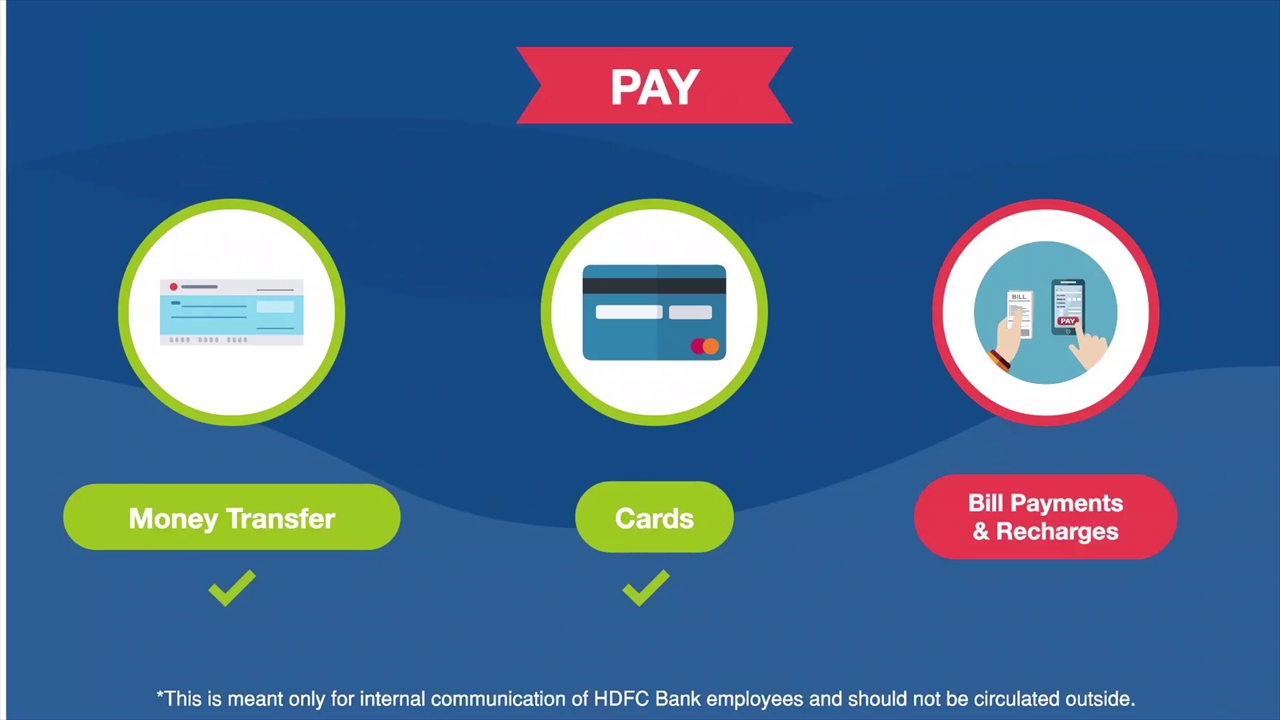 PAY
BILL
PAY
Money Transfer
Cards
Bill Payments
& Recharges
*This is meant only for internal communication of HDFC Bank employees and should not be circulated outside.